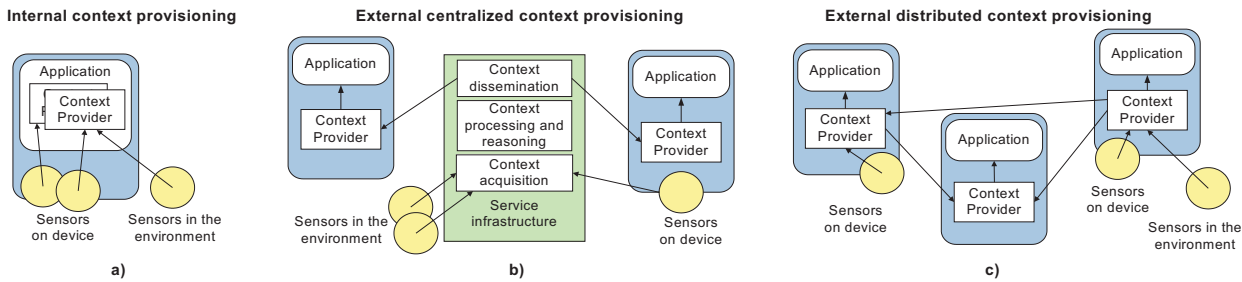 Internal context provisioning
Application
Context
Provider
Sensors
on device
Sensors in the
environment
a)
External centralized context provisioning
Application
Context
Provider
Context
dissemination
Context
processing and
reasoning
Context
acquisition
Service
infrastructure
Sensors in the
environment
Application
Context
Provider
Sensors
on device
b)
External distributed context provisioning
Application
Context
Provider
Sensors
on device
Application
Context
Provider
Application
Context
Provider
Sensors
on device
Sensors in the
environment
c)